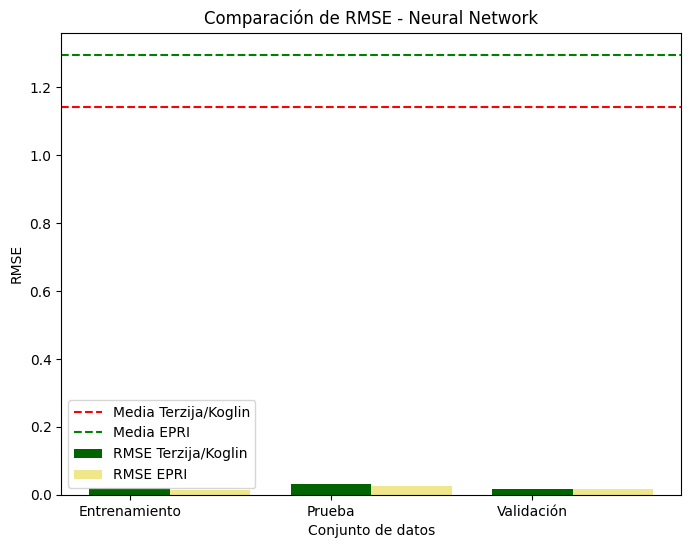 Comparación de RMSE - Neural Network
RMSE
1.2
1.0
0.8
0.6
0.4
0.2
0.0
Media Terzija/Koglin
Media EPRI
RMSE Terzija/Koglin
RMSE EPRI
Entrenamiento
Prueba
Validación
Conjunto de datos